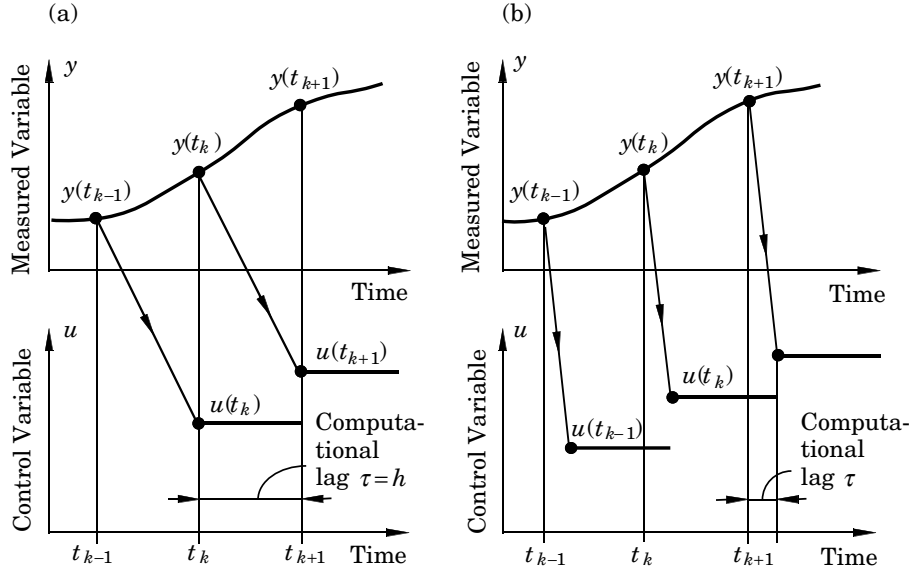 (a)
Measured Variable
y
y(t_{k−1})
y(t_k)
y(t_{k+1})
Time
Control Variable
u
u(t_k)
u(t_{k+1})
Computa-
tional
lag τ = h
t_{k−1}
t_k
t_{k+1}
Time
(b)
Measured Variable
y
y(t_{k−1})
y(t_k)
y(t_{k+1})
Time
Control Variable
u
u(t_{k−1})
u(t_k)
Computa-
tional
lag τ
t_{k−1}
t_k
t_{k+1}
Time